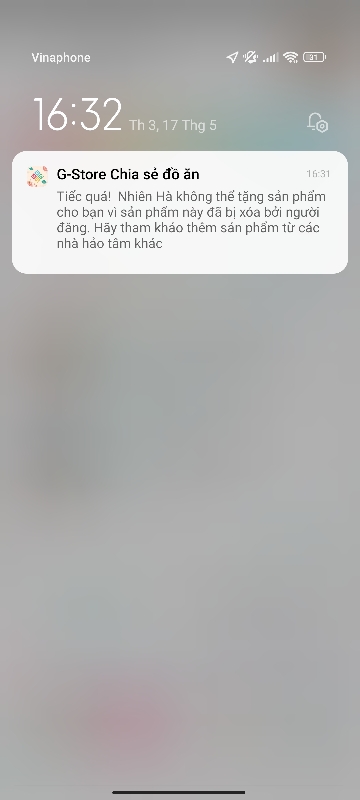 Vinaphone
31
16:32 Th 3, 17 Thg 5
G-Store Chia sẻ đồ ăn 16:31
Tiếc quá! Nhiên Hà không thể tặng sản phẩm
cho bạn vì sản phẩm này đã bị xóa bởi người
đăng. Hãy tham khảo thêm sản phẩm từ các
nhà hảo tâm khác